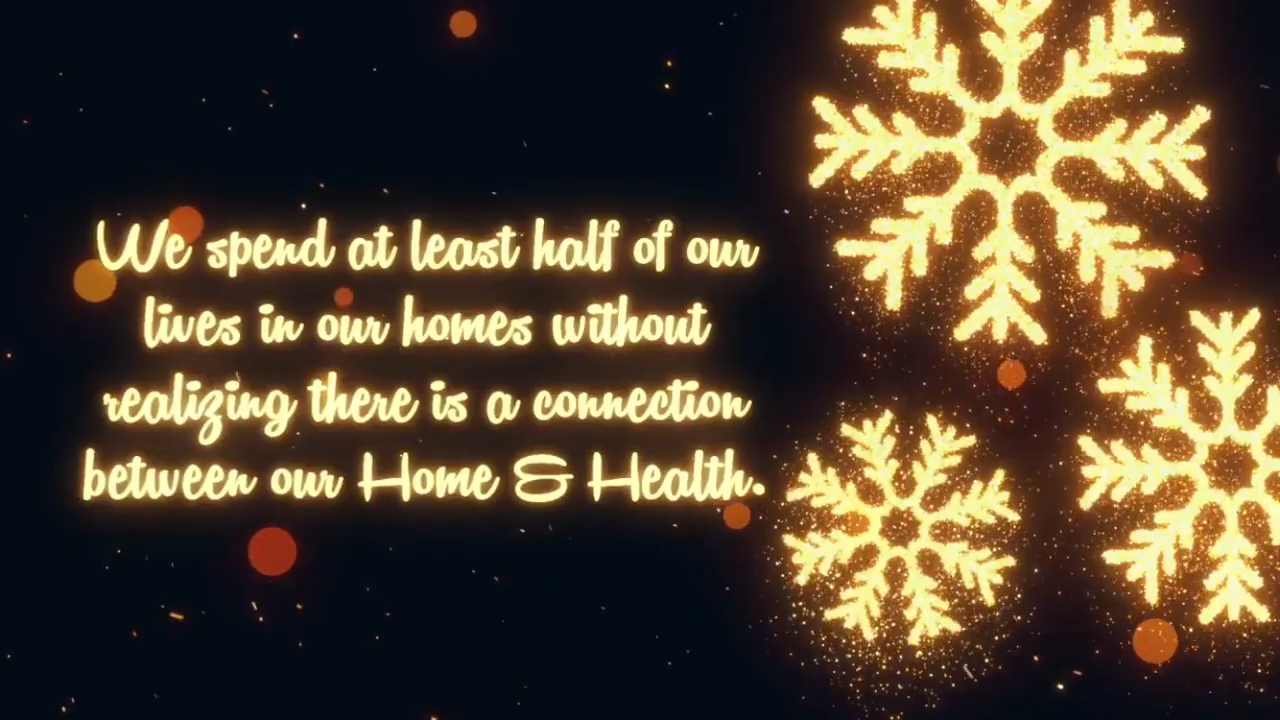 We spend at least half of our
lives in our homes without
realizing there is a connection
between our Home & Health.